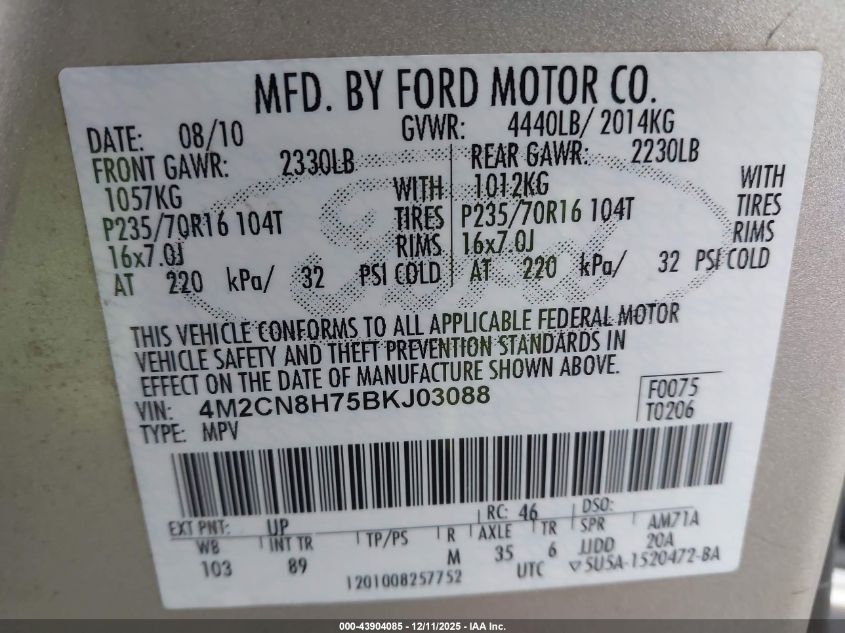 MFD. BY FORD MOTOR CO.
DATE: 08/10 GVWR: 4440LB/ 2014KG
FRONT GAWR: 2330LB REAR GAWR: 2230LB
1057KG WITH 1012KG WITH
P235/70R16 104T TIRES P235/70R16 104T TIRES
16x7.0J RIMS 16x7.0J RIMS
AT 220 kPa/ 32 PSI COLD AT 220 kPa/ 32 PSI COLD
Ford
THIS VEHICLE CONFORMS TO ALL APPLICABLE FEDERAL MOTOR
VEHICLE SAFETY AND THEFT PREVENTION STANDARDS IN
EFFECT ON THE DATE OF MANUFACTURE SHOWN ABOVE.
VIN: 4M2CN8H75BKJ03088 F0075
TYPE: MPV T0206
EXT PNT: UP RC: 46 DSO:
WB INT TR TP/PS R AXLE TR SPR AM71A
103 89 M 35 6 JJDD 20A
1201008257752 UTC ▽5U5A-1520472-BA
000-43904085 - 12/11/2025 - IAA Inc.